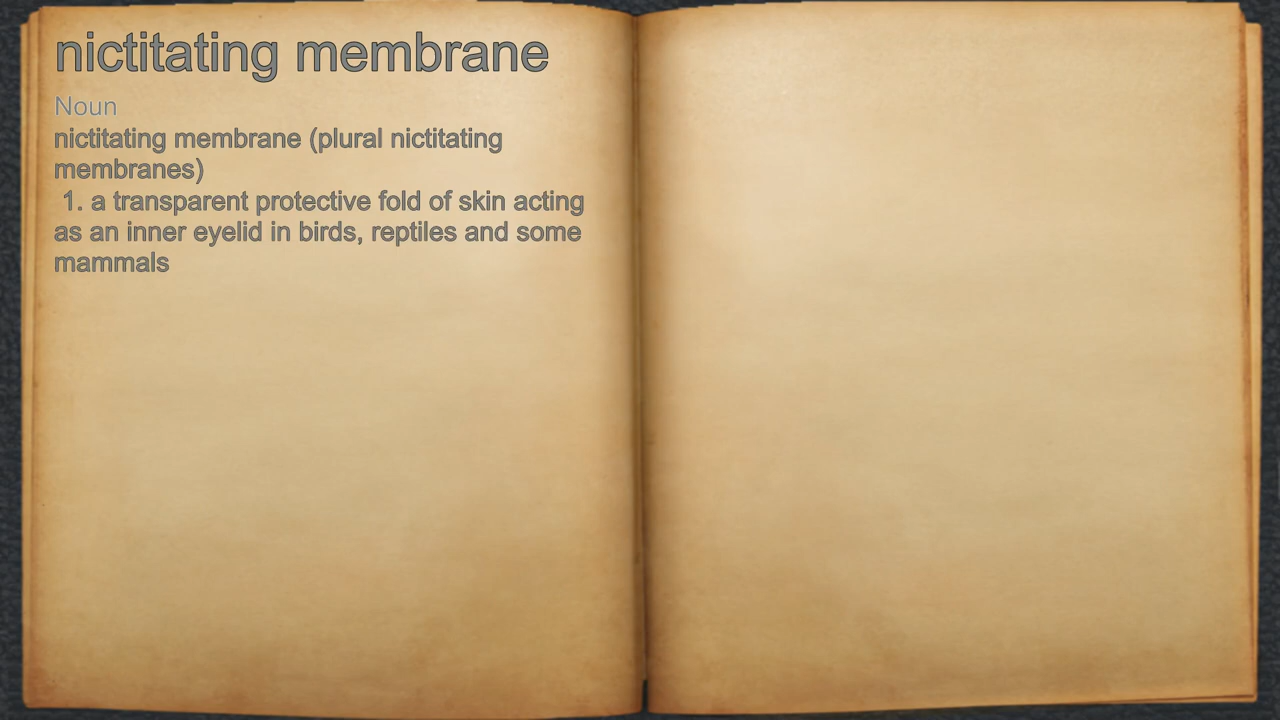 nictitating membrane
Noun
nictitating membrane (plural nictitating
membranes)
1. a transparent protective fold of skin acting
as an inner eyelid in birds, reptiles and some
mammals